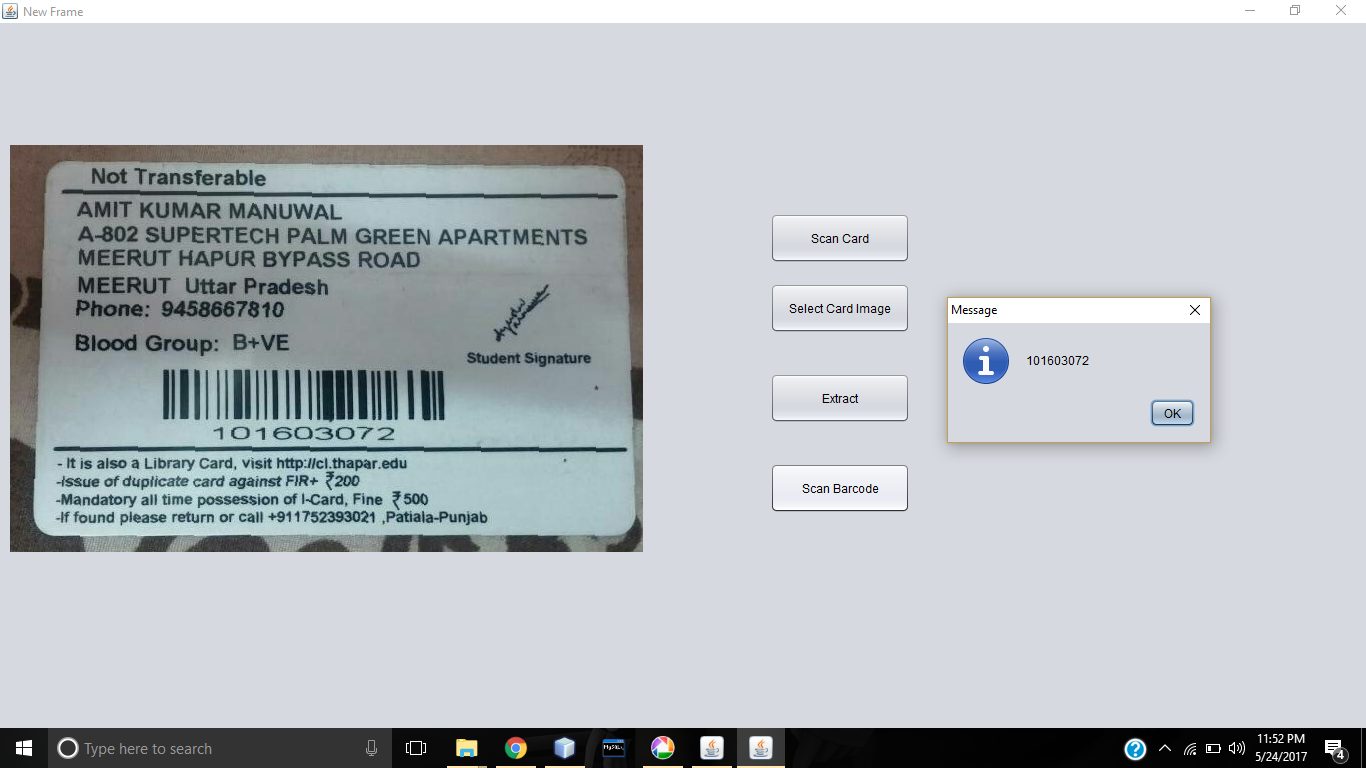 New Frame
Not Transferable
AMIT KUMAR MANUWAL
A-802 SUPERTECH PALM GREEN APARTMENTS
MEERUT HAPUR BYPASS ROAD
MEERUT Uttar Pradesh
Phone: 9458667810
Blood Group: B+VE
Student Signature
101603072
- It is also a Library Card, visit http://cl.thapar.edu
-Issue of duplicate card against FIR+ ₹200
-Mandatory all time possession of I-Card, Fine ₹500
-If found please return or call +911752393021 ,Patiala-Punjab
Scan Card
Select Card Image
Extract
Scan Barcode
Message
101603072
OK
Type here to search
MySQL
11:52 PM
5/24/2017
4